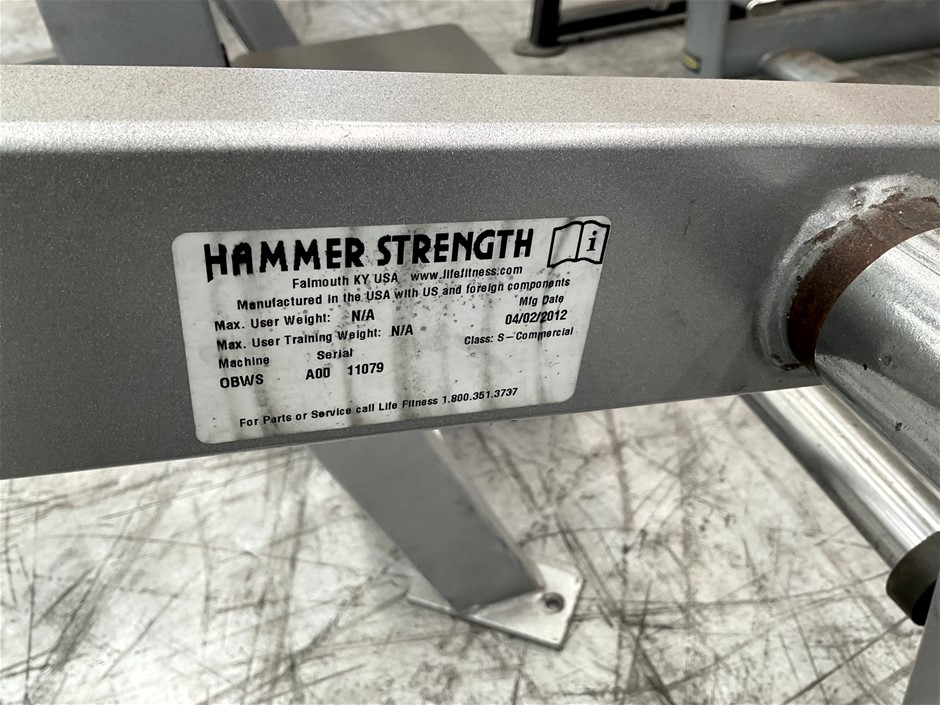 HAMMER STRENGTH i
Falmouth KY USA www.lifefitness.com
Manufactured in the USA with US and foreign components
Max. User Weight: N/A Mfg Date
Max. User Training Weight: N/A 04/02/2012
Machine Serial Class: S-Commercial
OBWS A00 11079
For Parts or Service call Life Fitness 1.800.351.3737